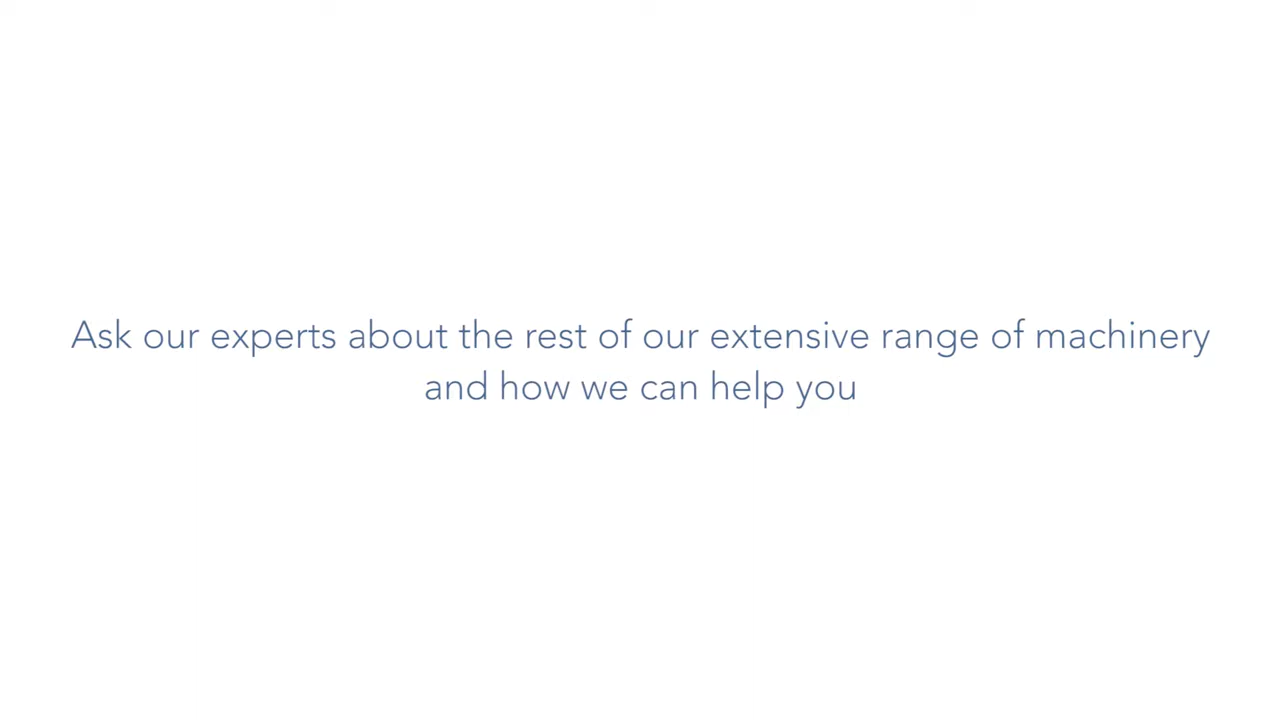 Ask our experts about the rest of our extensive range of machinery
and how we can help you